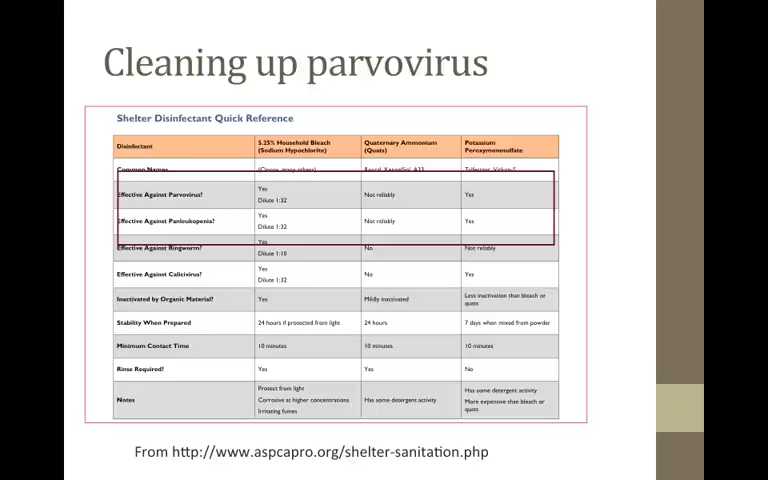 Cleaning up parvovirus
Shelter Disinfectant Quick Reference
Disinfectant
5.25% Household Bleach
(Sodium Hypochlorite)
Quaternary Ammonium
(Quats)
Potassium
Peroxymonosulfate
Common Names
Effective Against Parvovirus?
Yes
Dilute 1:32
Not reliably
Yes
Effective Against Panleukopenia?
Yes
Dilute 1:32
Not reliably
Yes
Effective Against Ringworm?
Yes
Dilute 1:10
No
Not reliably
Effective Against Calicivirus?
Yes
Dilute 1:32
No
Yes
Inactivated by Organic Material?
Yes
Mildly inactivated
Less inactivation than bleach or
quats
Stability When Prepared
24 hours if protected from light
24 hours
7 days when mixed from powder
Minimum Contact Time
10 minutes
10 minutes
10 minutes
Rinse Required?
Yes
Yes
No
Notes
Protect from light
Corrosive at higher concentrations
Irritating fumes
Has some detergent activity
Has some detergent activity
More expensive than bleach or
quats
From http://www.aspcapro.org/shelter-sanitation.php